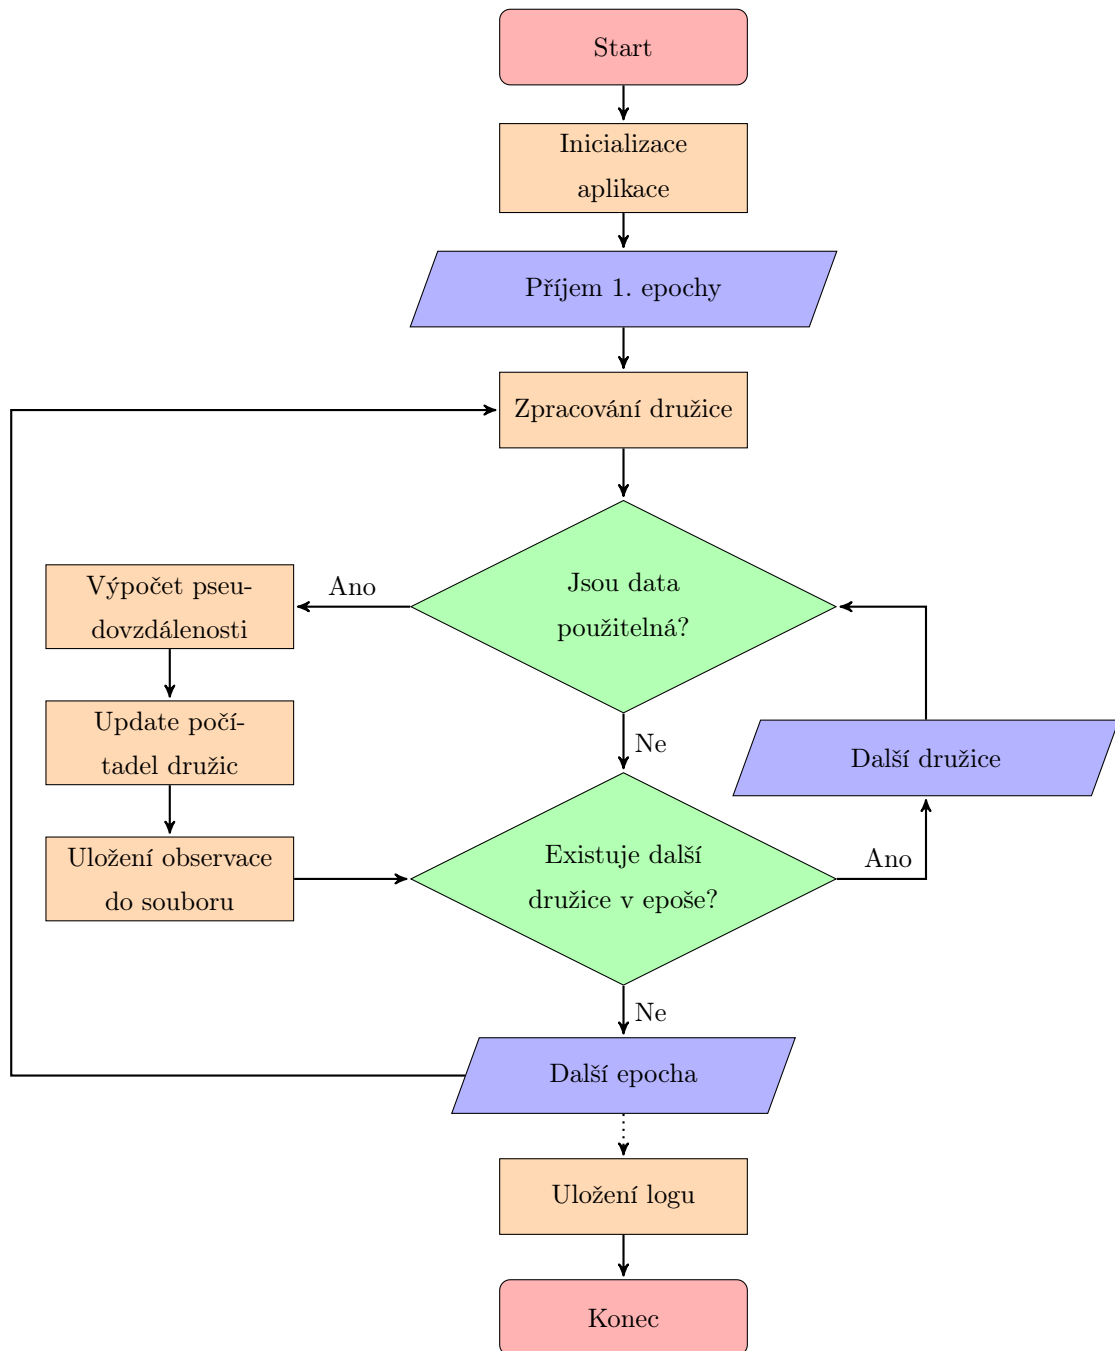 Start
Inicializace
aplikace
Příjem 1. epochy
Zpracování družice
Jsou data
použitelná?
Ano
Výpočet pseu-
dovzdálenosti
Update počí-
tadel družic
Uložení observace
do souboru
Ne
Další družice
Existuje další
družice v epoše?
Ano
Ne
Další epocha
Uložení logu
Konec